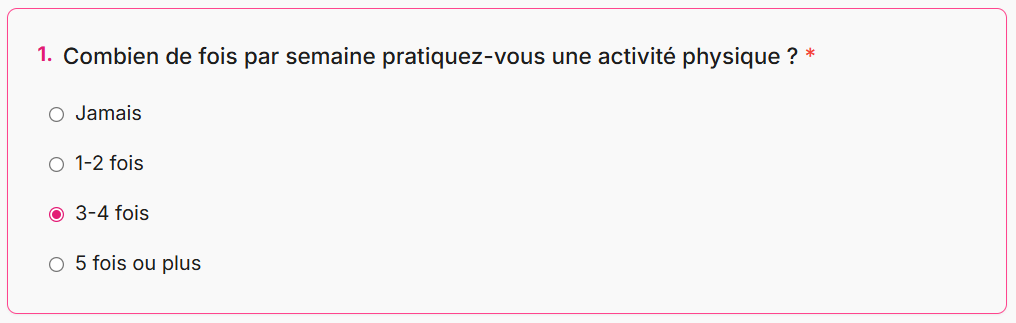 1. Combien de fois par semaine pratiquez-vous une activité physique ? *
Jamais
1-2 fois
3-4 fois
5 fois ou plus